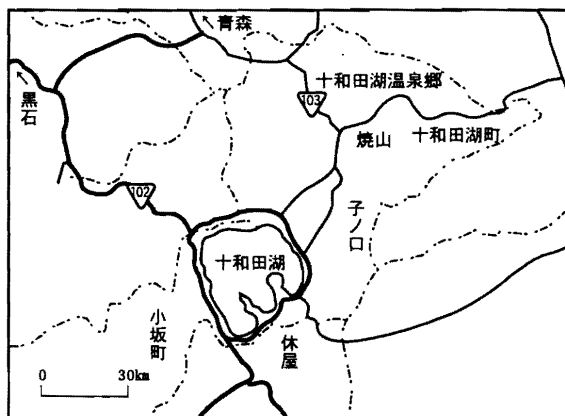 青森
黒石
十和田湖温泉郷
103
焼山
十和田湖町
102
子ノ口
十和田湖
小坂町
休屋
0 30km